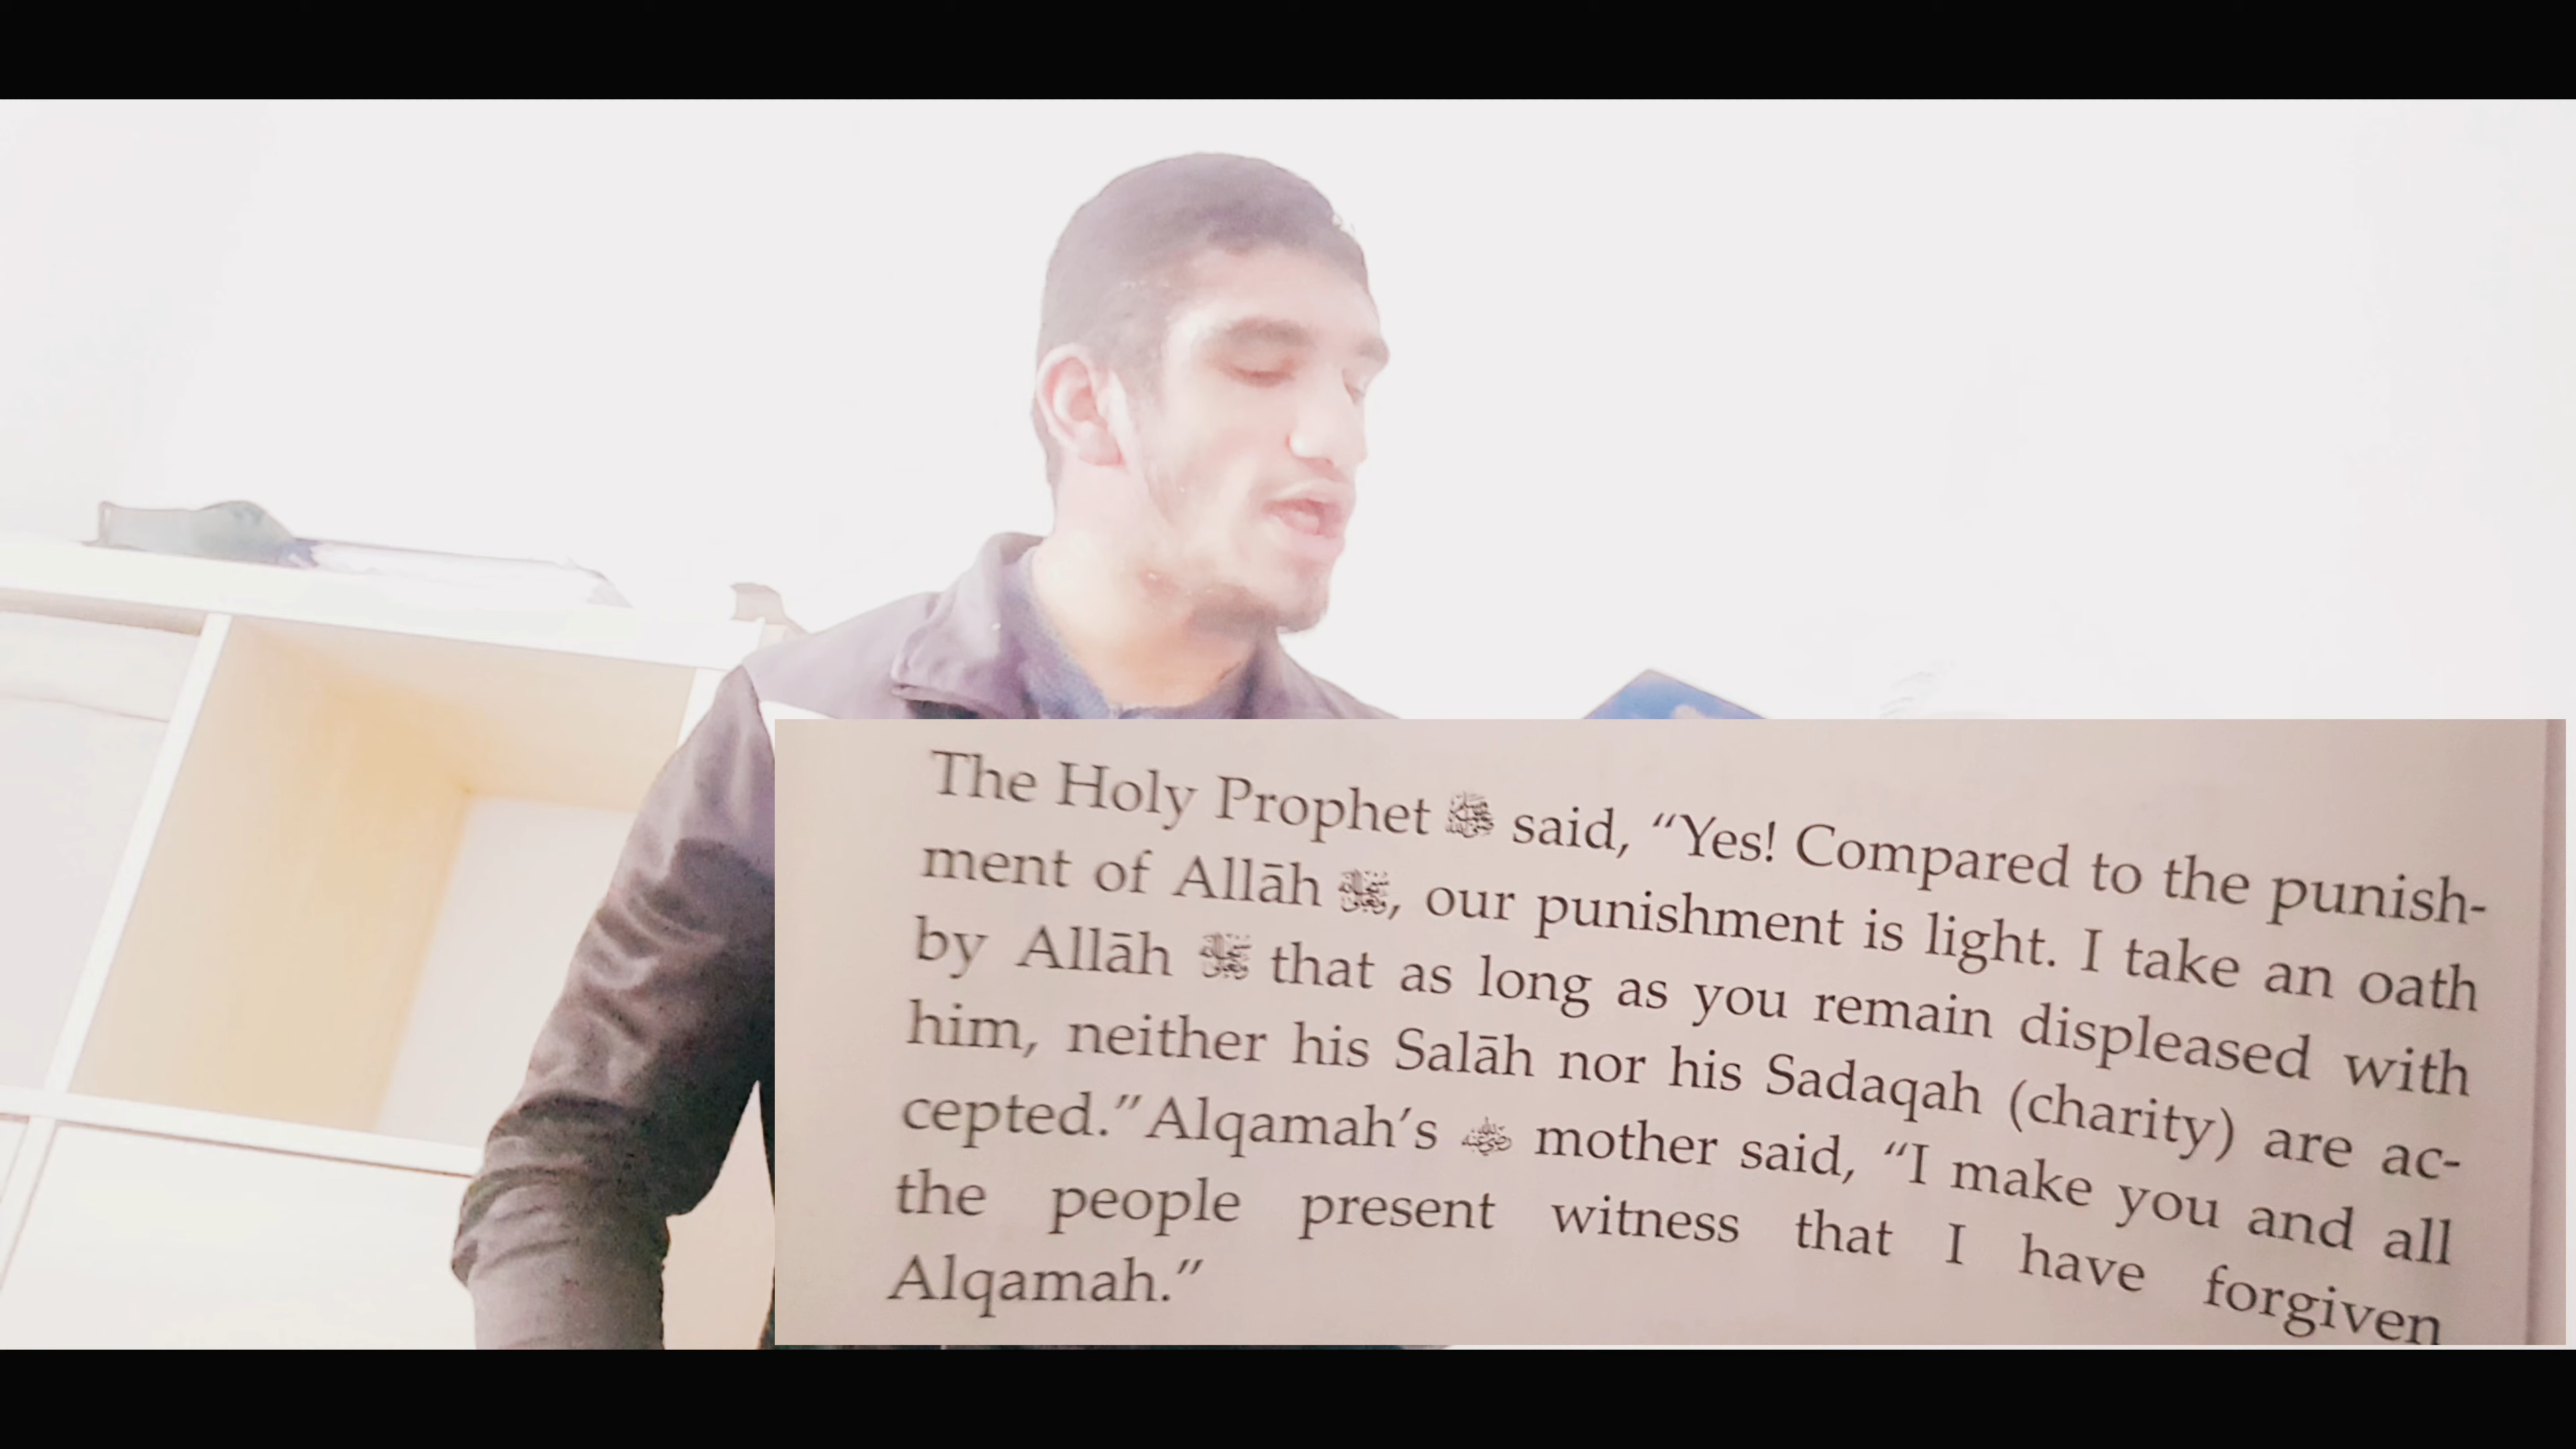 The Holy Prophet ﷺ said, “Yes! Compared to the punish-
ment of Allāh ﷻ, our punishment is light. I take an oath
by Allāh ﷻ that as long as you remain displeased with
him, neither his Salāh nor his Sadaqah (charity) are ac-
cepted.”Alqamah’s رضي الله عنه mother said, “I make you and all
the people present witness that I have forgiven
Alqamah.”